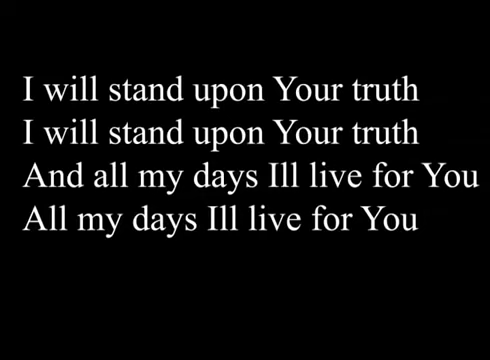 I will stand upon Your truth
I will stand upon Your truth
And all my days Ill live for You
All my days Ill live for You